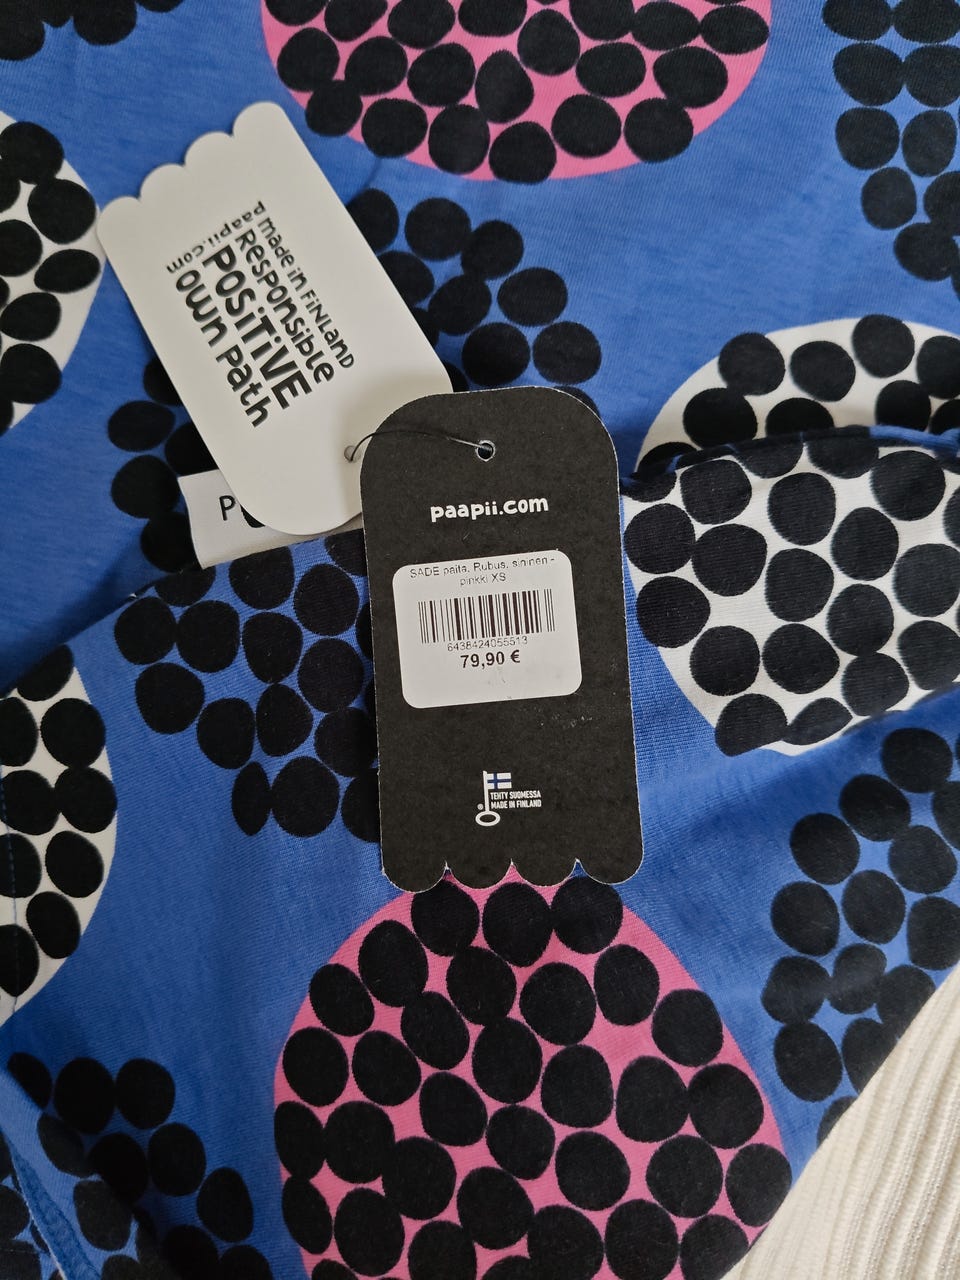 made in FINLAND
Responsible
POSITIVE
own path
paapii.com
paapii.com
SADE paita, Rubus, sininen -
pinkki XS
6438424055513
79,90 €
TEHTY SUOMESSA
MADE IN FINLAND